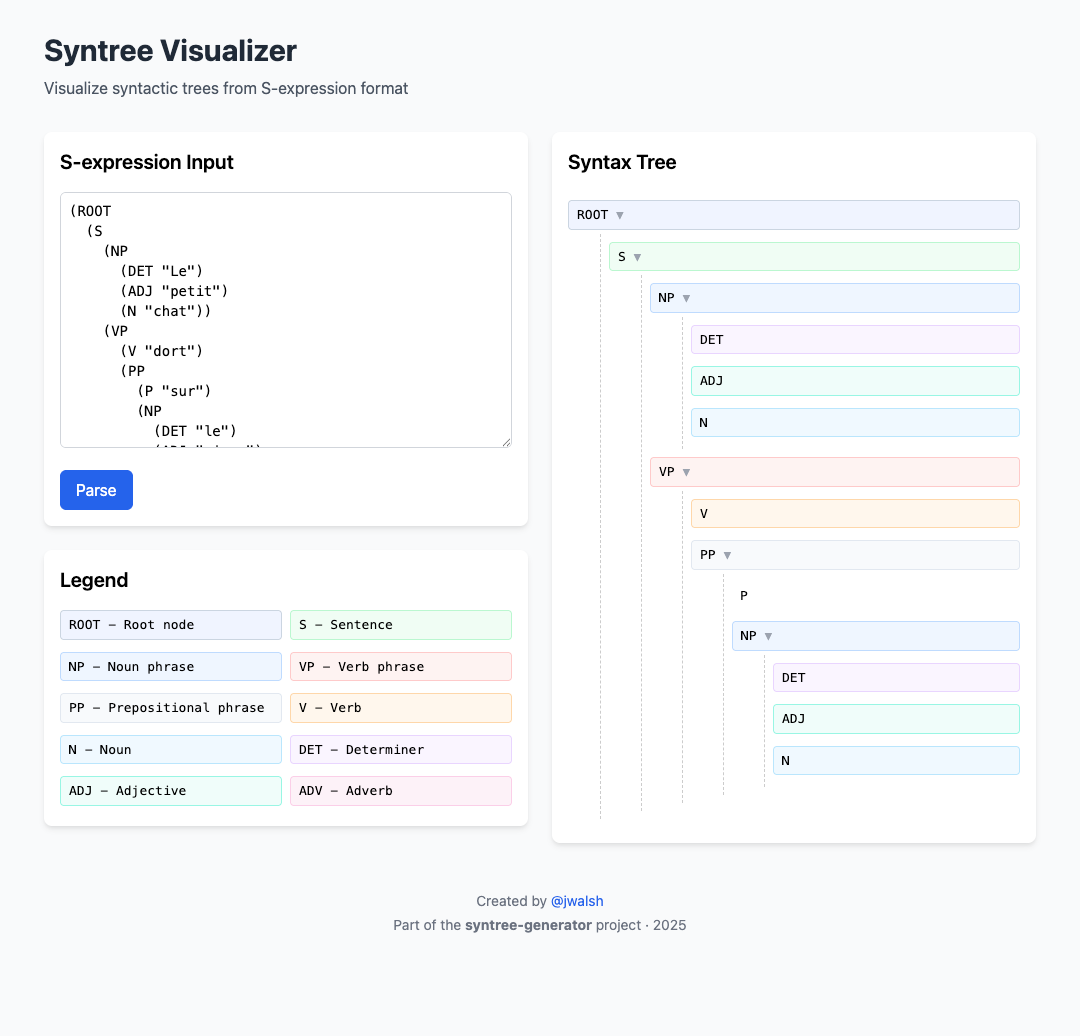 Syntree Visualizer
Visualize syntactic trees from S-expression format
S-expression Input
(ROOT
  (S
    (NP
      (DET "Le")
      (ADJ "petit")
      (N "chat"))
    (VP
      (V "dort")
      (PP
        (P "sur")
        (NP
          (DET "le")
Parse
Legend
ROOT – Root node
S – Sentence
NP – Noun phrase
VP – Verb phrase
PP – Prepositional phrase
V – Verb
N – Noun
DET – Determiner
ADJ – Adjective
ADV – Adverb
Syntax Tree
ROOT ▼
S ▼
NP ▼
DET
ADJ
N
VP ▼
V
PP ▼
P
NP ▼
DET
ADJ
N
Created by @jwalsh
Part of the syntree-generator project · 2025